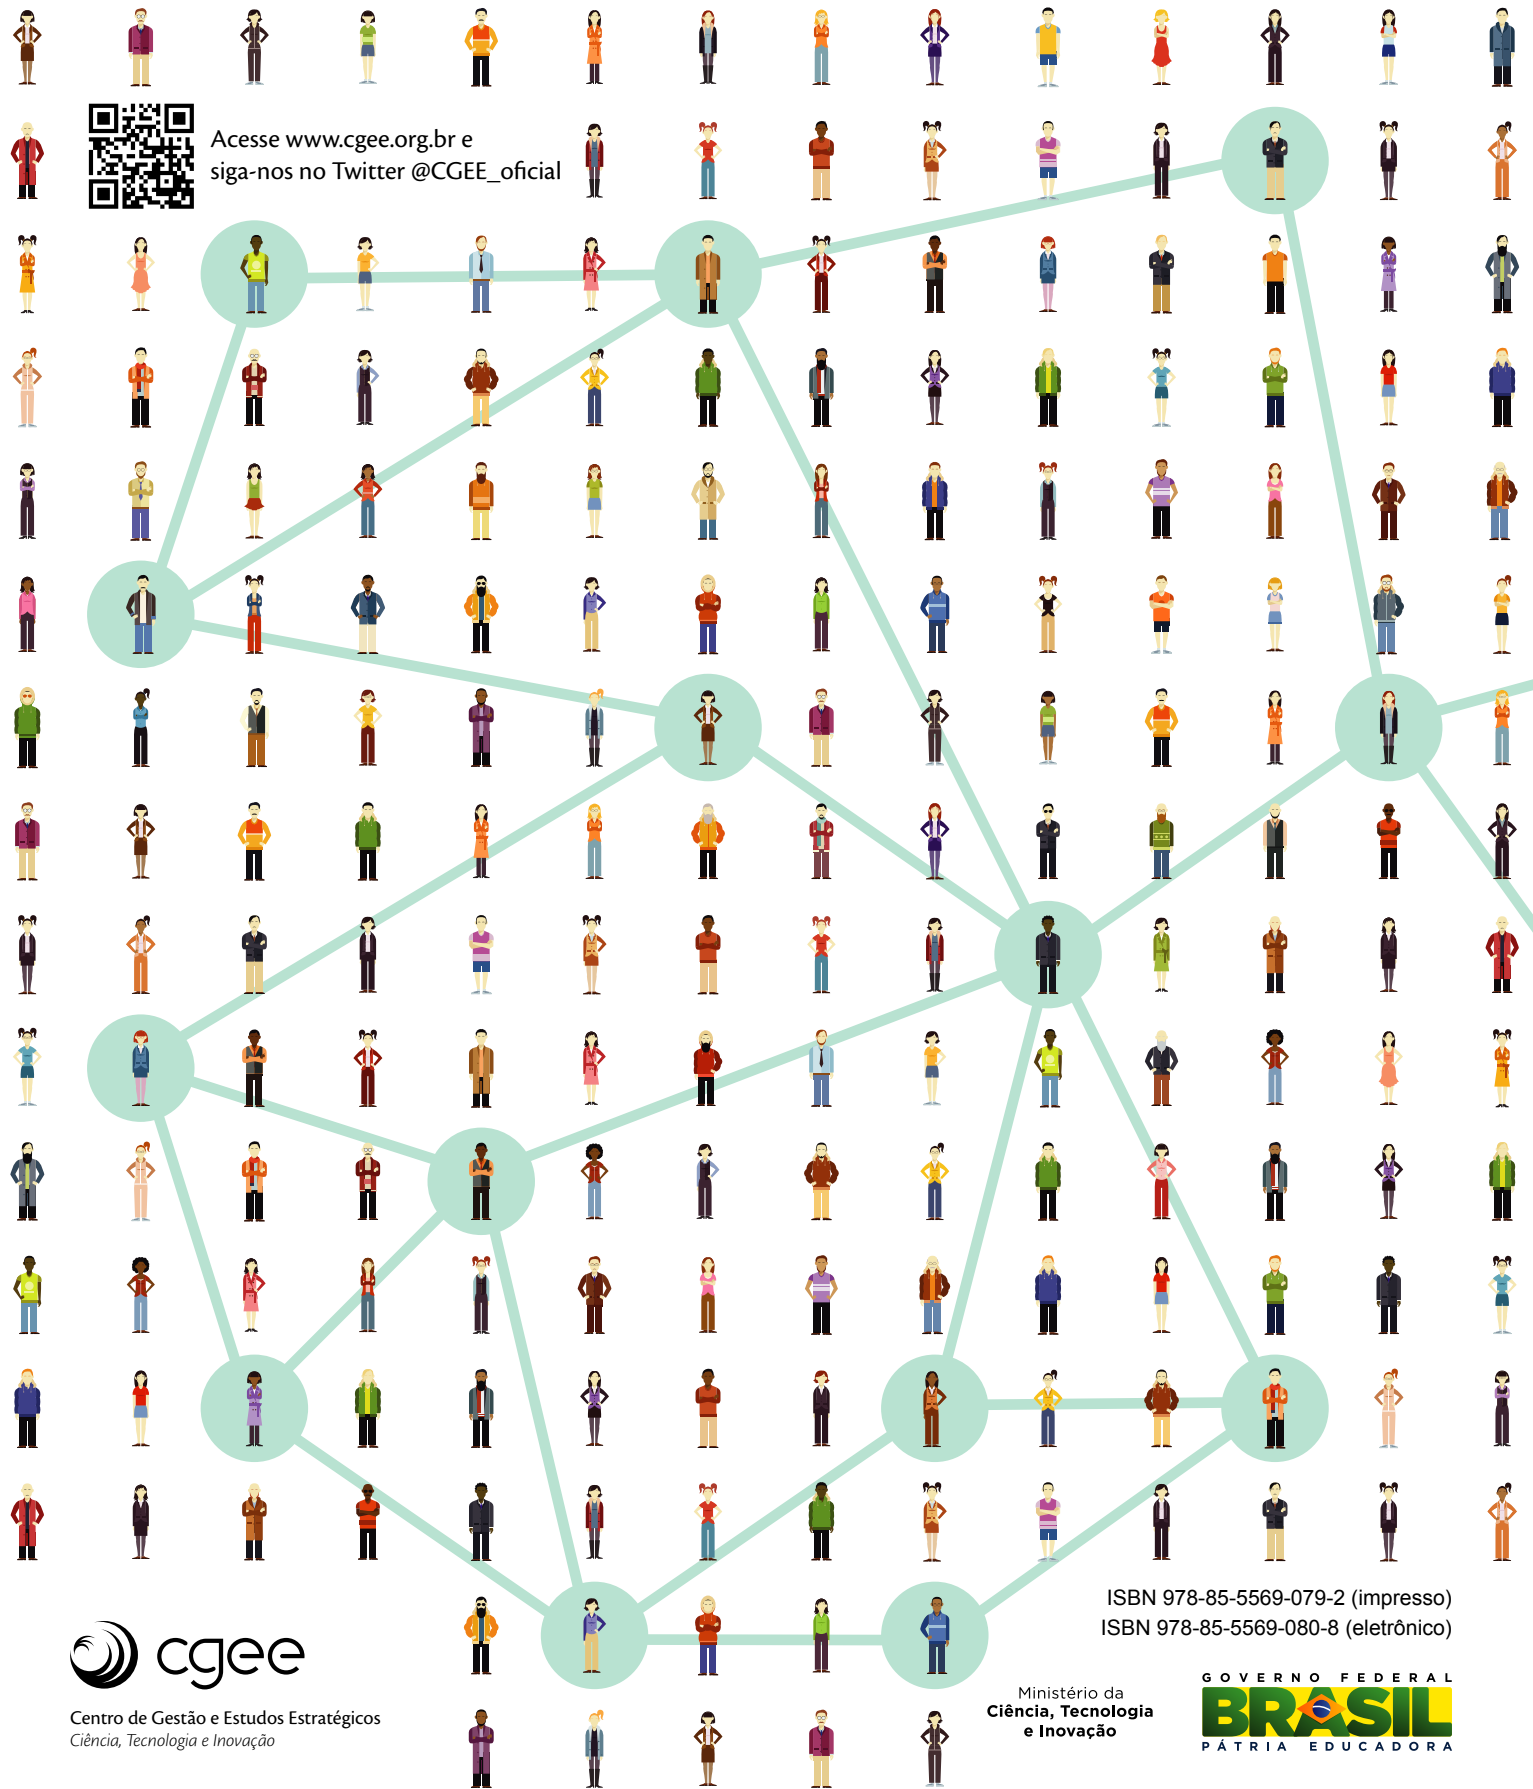 Acesse www.cgee.org.br e
siga-nos no Twitter @CGEE_oficial
ISBN 978-85-5569-079-2 (impresso)
ISBN 978-85-5569-080-8 (eletrônico)
cgee
Centro de Gestão e Estudos Estratégicos
Ciência, Tecnologia e Inovação
Ministério da
Ciência, Tecnologia
e Inovação
GOVERNO FEDERAL
BRASIL
PÁTRIA EDUCADORA